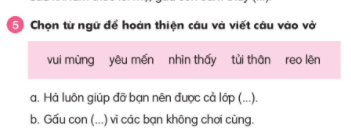 5 Chọn từ ngữ để hoàn thiện câu và viết câu vào vở
vui mừng yêu mến nhìn thấy tủi thân reo lên
a. Hà luôn giúp đỡ bạn nên được cả lớp (...).
b. Gấu con (...) vì các bạn không chơi cùng.